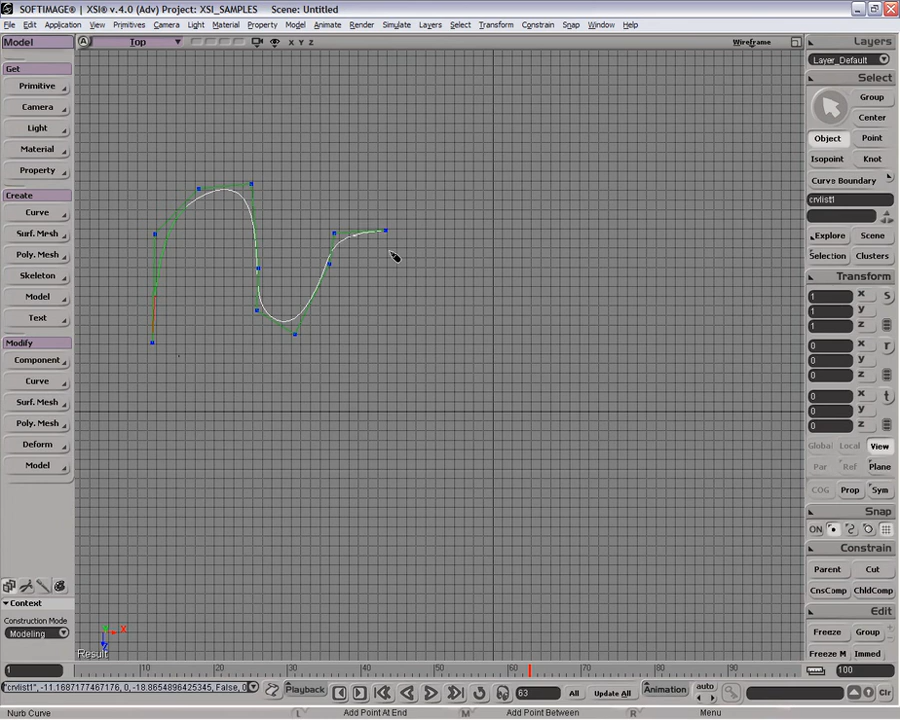 SOFTIMAGE® | XSI® v.4.0 (Adv) Project: XSI_SAMPLES Scene: Untitled
File Edit Application View Primitives Camera Light Material Property Model Animate Render Simulate Layers Select Transform Constrain Snap Window Help
Model
A Top
X Y Z
Wireframe
Layers
Layer_Default
Get
Primitive
Camera
Light
Material
Property
Create
Curve
Surf. Mesh
Poly. Mesh
Skeleton
Model
Text
Modify
Component
Curve
Surf. Mesh
Poly. Mesh
Deform
Model
Context
Construction Mode
Modeling
Select
Group
Center
Object Point
Isopoint Knot
Curve Boundary
crvlist1
Explore Scene
Selection Clusters
Transform
1 x S
1 y
1 z
0 x r
0 y
0 z
0 x t
0 y
0 z
Global Local View
Par Ref Plane
COG Prop Sym
Snap
ON
Constrain
Parent Cut
CnsComp ChldComp
Edit
Freeze Group
Freeze M Immed
X
Z
Result
1
10 20 30 40 50 60 70 80 90
100
"crvlist1", -11.1687177467176, 0, -18.8654896425345, False, 0
Playback
63
All
Update All
Animation
auto
Clr
Nurb Curve
L Add Point At End
M Add Point Between
R Menu